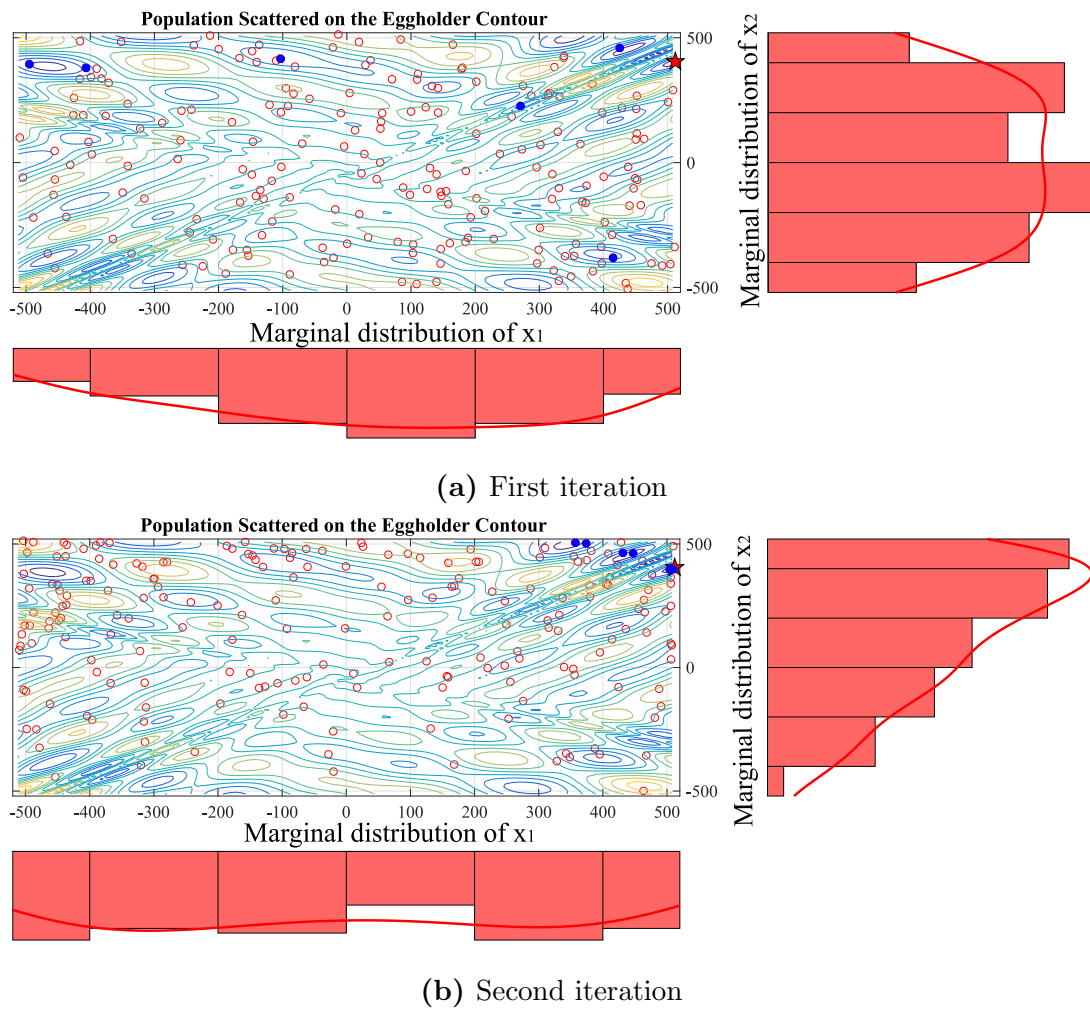 Population Scattered on the Eggholder Contour
500
0
-500
-500 -400 -300 -200 -100 0 100 200 300 400 500
Marginal distribution of x1
Marginal distribution of x2
(a) First iteration
Population Scattered on the Eggholder Contour
500
0
-500
-500 -400 -300 -200 -100 0 100 200 300 400 500
Marginal distribution of x1
Marginal distribution of x2
(b) Second iteration